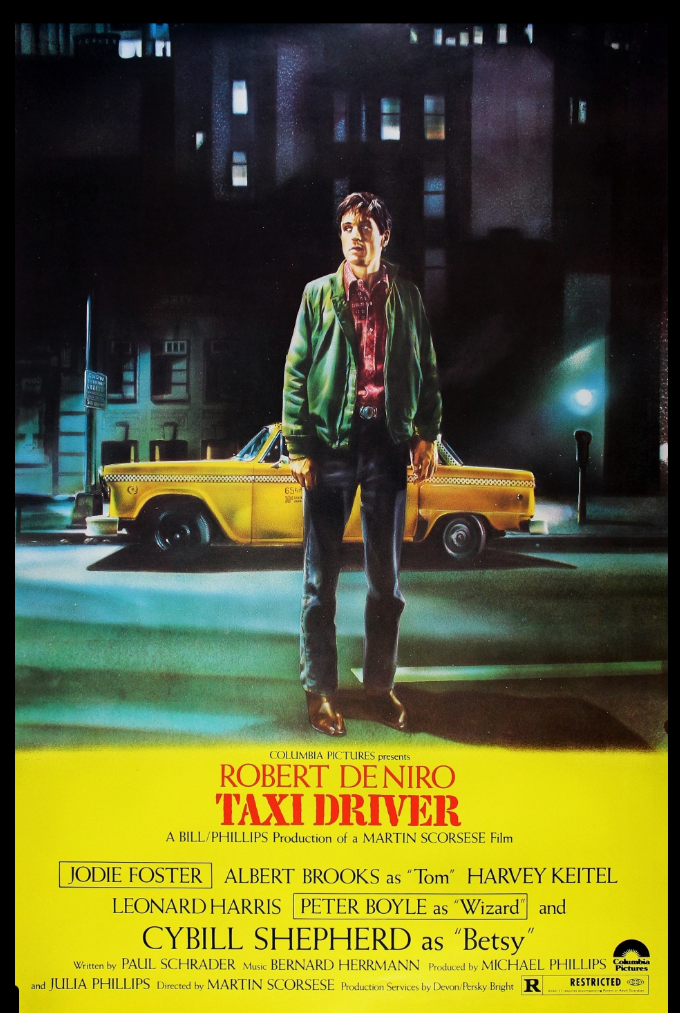 COLUMBIA PICTURES presents
ROBERT DE NIRO
TAXI DRIVER
A BILL/PHILLIPS Production of a MARTIN SCORSESE Film
JODIE FOSTER ALBERT BROOKS as "Tom" HARVEY KEITEL
LEONARD HARRIS PETER BOYLE as "Wizard" and
CYBILL SHEPHERD as "Betsy"
Written by PAUL SCHRADER Music BERNARD HERRMANN Produced by MICHAEL PHILLIPS
and JULIA PHILLIPS Directed by MARTIN SCORSESE Production Services by Devon/Persky Bright
Columbia
Pictures
R RESTRICTED